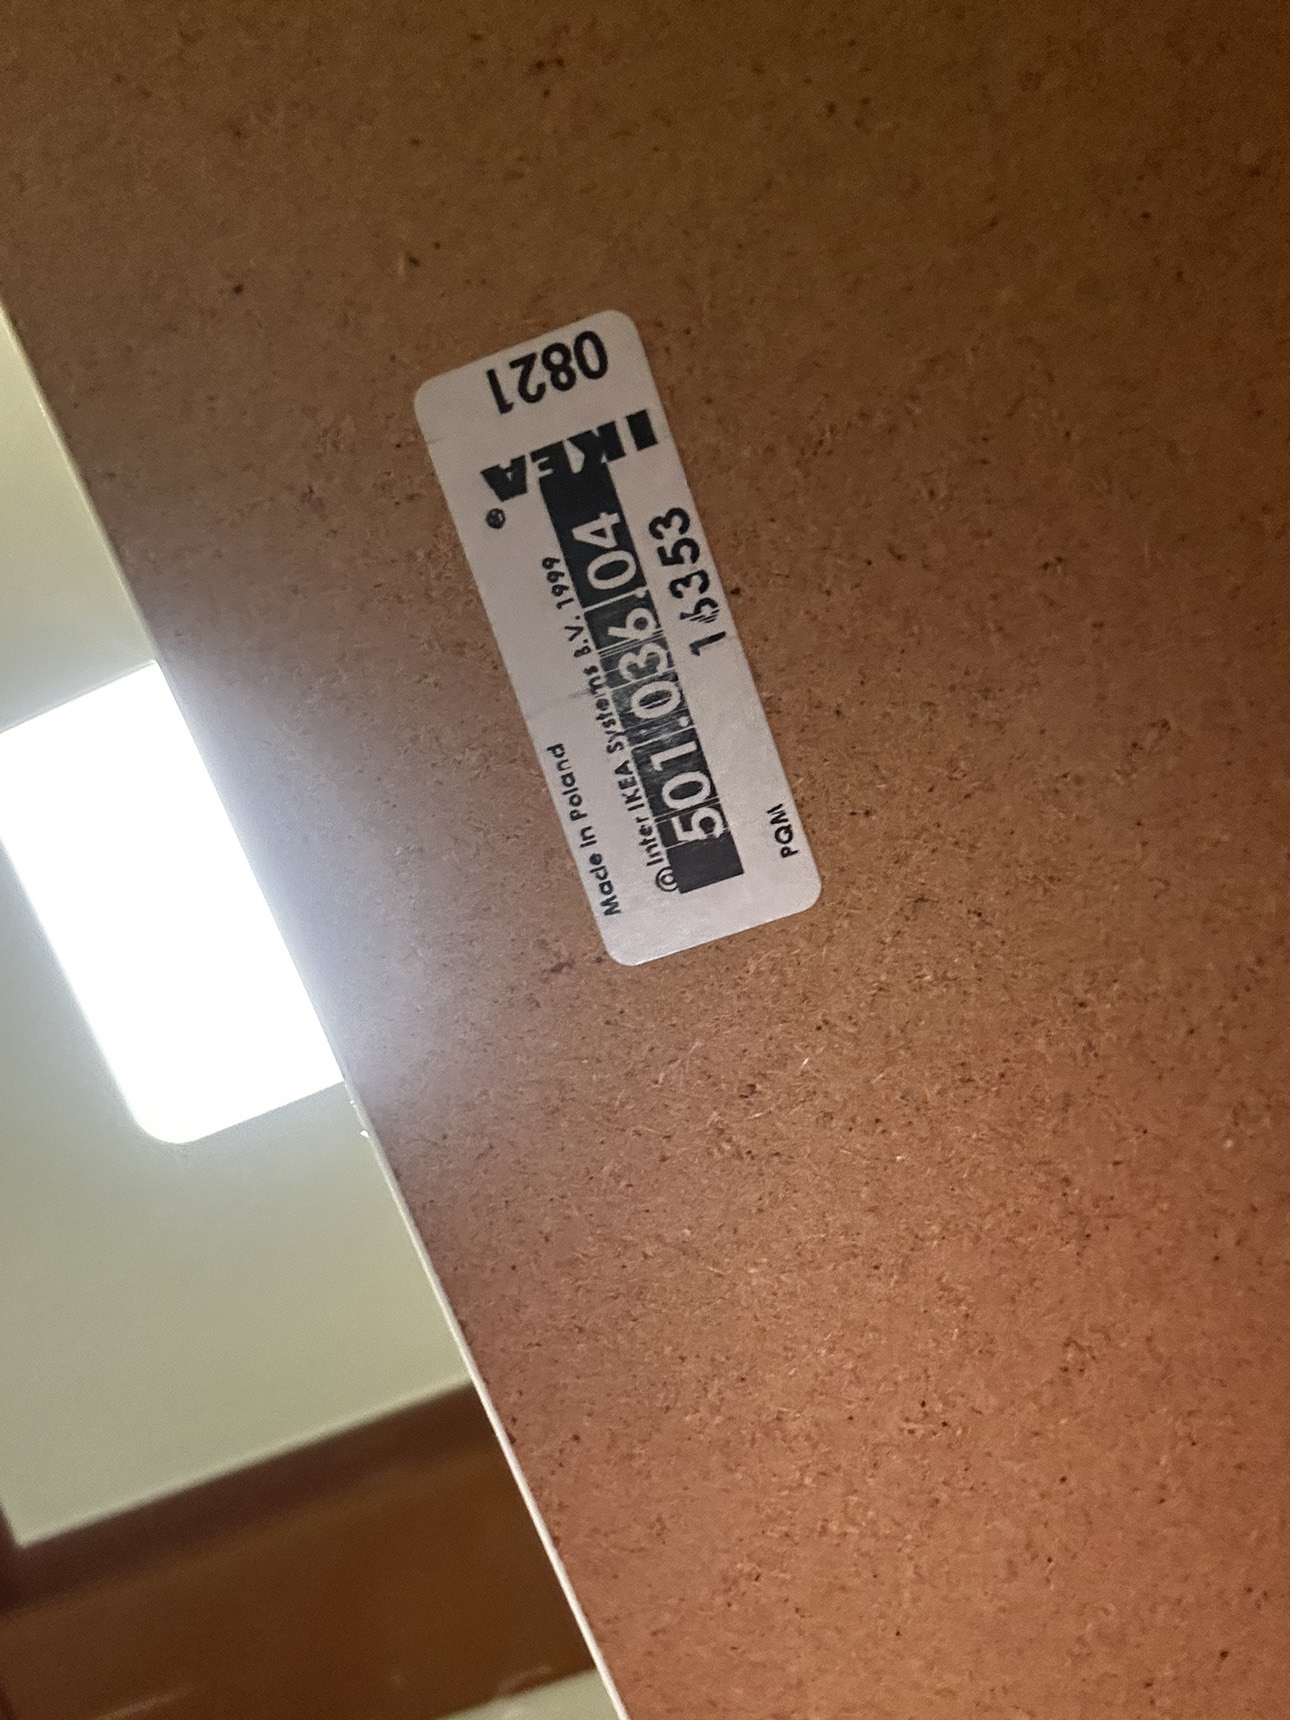 0821
IKEA®
Made in Poland
© Inter IKEA Systems B.V. 1999
501.036.04
16353
PQM